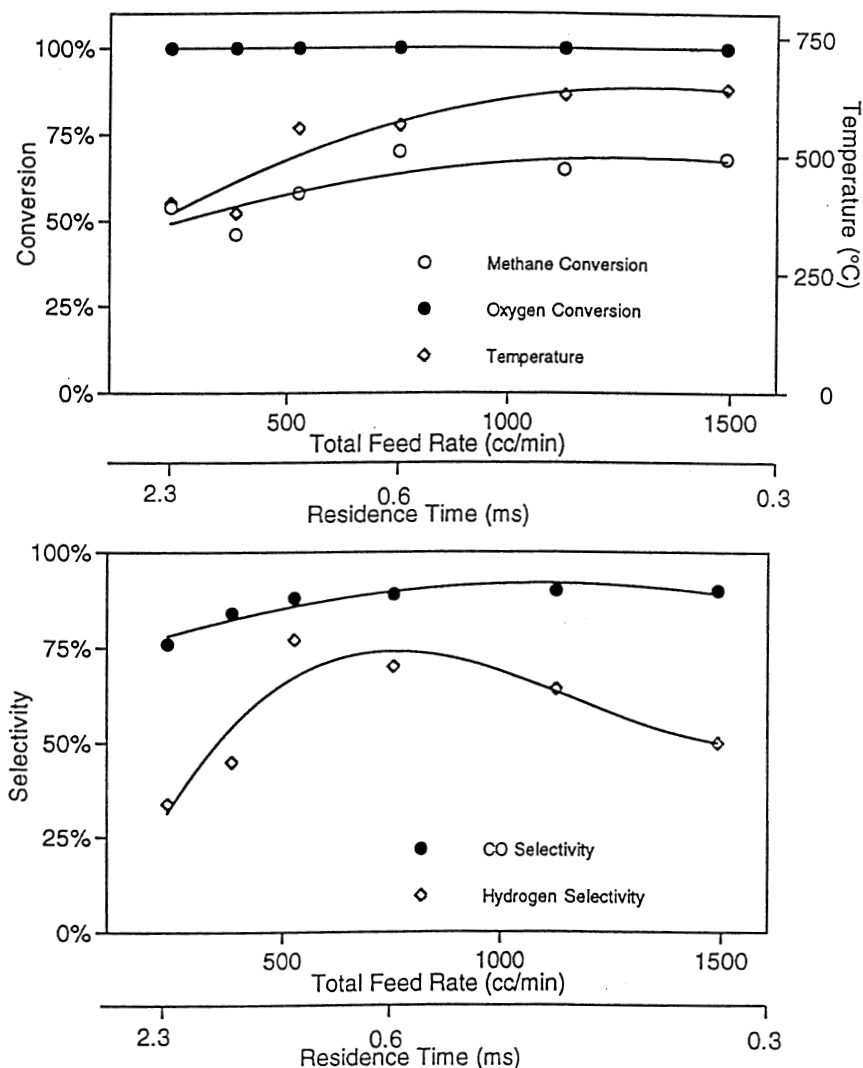 100%
75%
50%
25%
0%
Conversion
750
500
250
0
Temperature (°C)
Methane Conversion
Oxygen Conversion
Temperature
500 1000 1500
Total Feed Rate (cc/min)
2.3 0.6 0.3
Residence Time (ms)
100%
75%
50%
25%
0%
Selectivity
CO Selectivity
Hydrogen Selectivity
500 1000 1500
Total Feed Rate (cc/min)
2.3 0.6 0.3
Residence Time (ms)